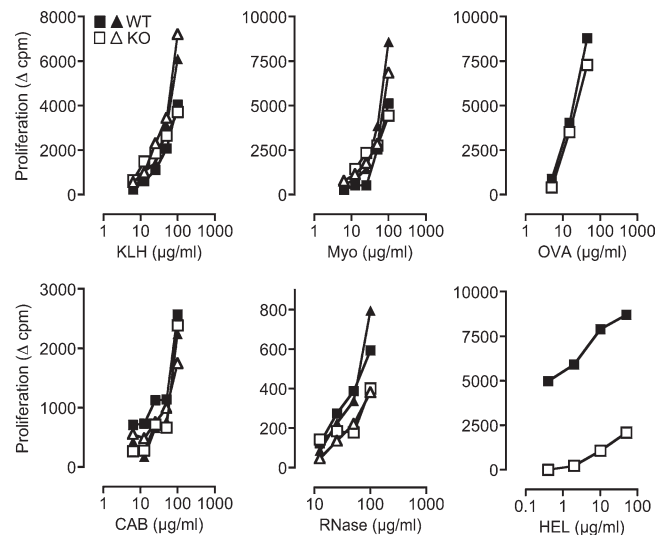 WT
KO
Proliferation (Δ cpm)
8000
6000
4000
2000
0
1 10 100 1000
KLH (µg/ml)
10000
7500
5000
2500
0
1 10 100 1000
Myo (µg/ml)
10000
7500
5000
2500
0
1 10 100 1000
OVA (µg/ml)
Proliferation (Δ cpm)
3000
2000
1000
0
1 10 100 1000
CAB (µg/ml)
800
600
400
200
0
10 100 1000
RNase (µg/ml)
10000
7500
5000
2500
0
0.1 1 10 100
HEL (µg/ml)